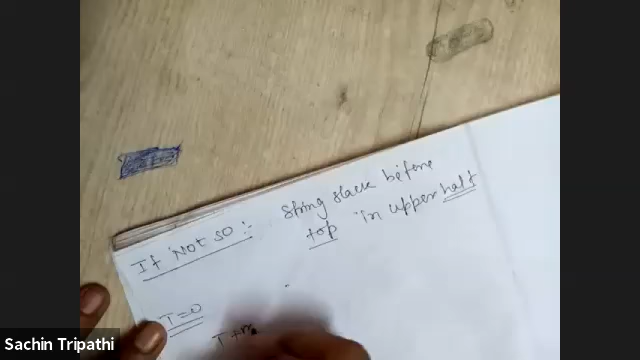 If Not so :- String slack before
top in upper half
T=0
T+m
Sachin Tripathi